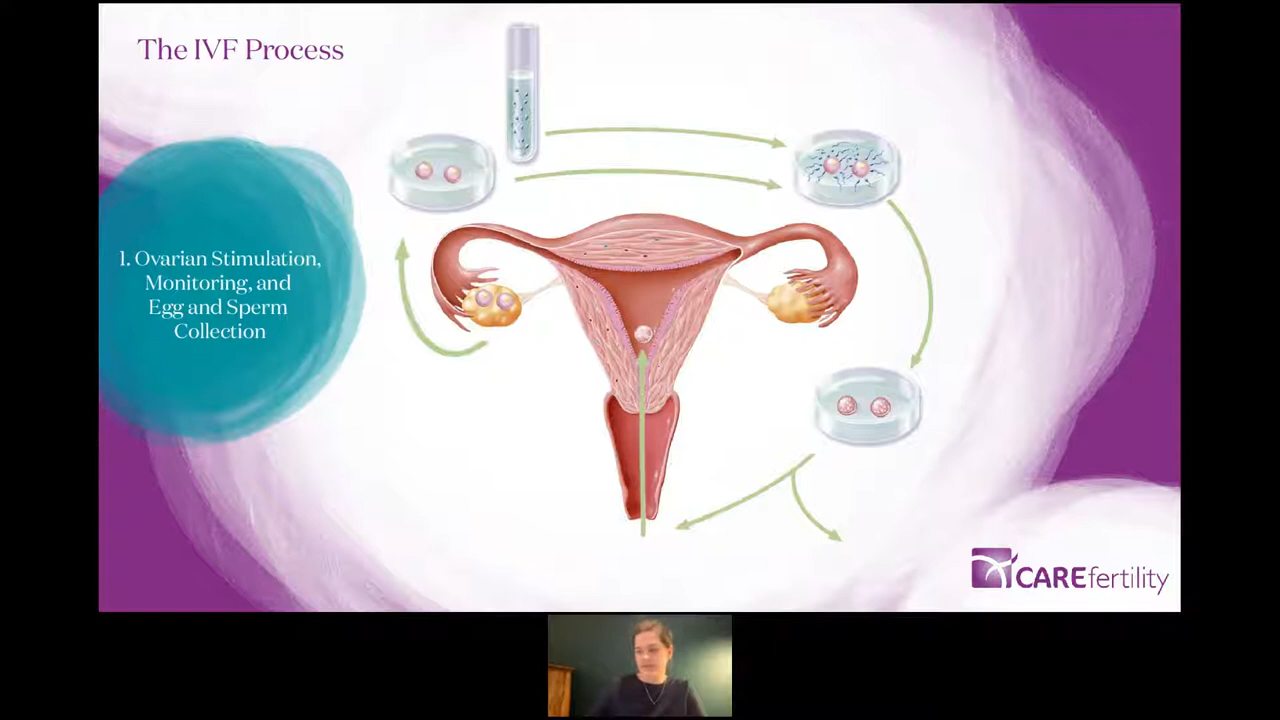 The IVF Process
1. Ovarian Stimulation,
Monitoring, and
Egg and Sperm
Collection
CAREfertility